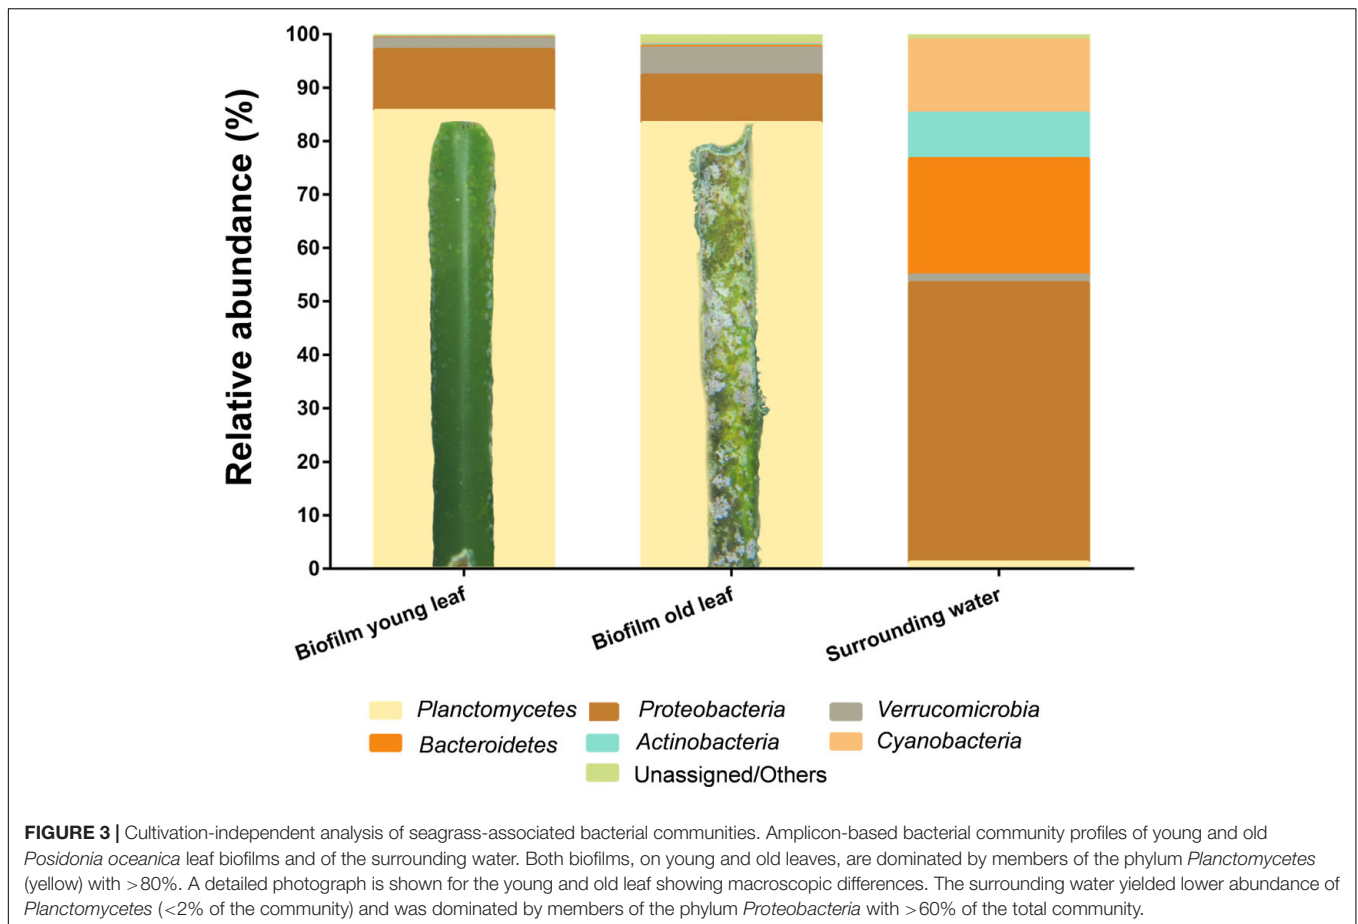 100
90
80
70
60
50
40
30
20
10
0
Relative abundance (%)
Biofilm young leaf
Biofilm old leaf
Surrounding water
Planctomycetes
Proteobacteria
Verrucomicrobia
Bacteroidetes
Actinobacteria
Cyanobacteria
Unassigned/Others
FIGURE 3 | Cultivation-independent analysis of seagrass-associated bacterial communities. Amplicon-based bacterial community profiles of young and old
Posidonia oceanica leaf biofilms and of the surrounding water. Both biofilms, on young and old leaves, are dominated by members of the phylum Planctomycetes
(yellow) with >80%. A detailed photograph is shown for the young and old leaf showing macroscopic differences. The surrounding water yielded lower abundance of
Planctomycetes (<2% of the community) and was dominated by members of the phylum Proteobacteria with >60% of the total community.